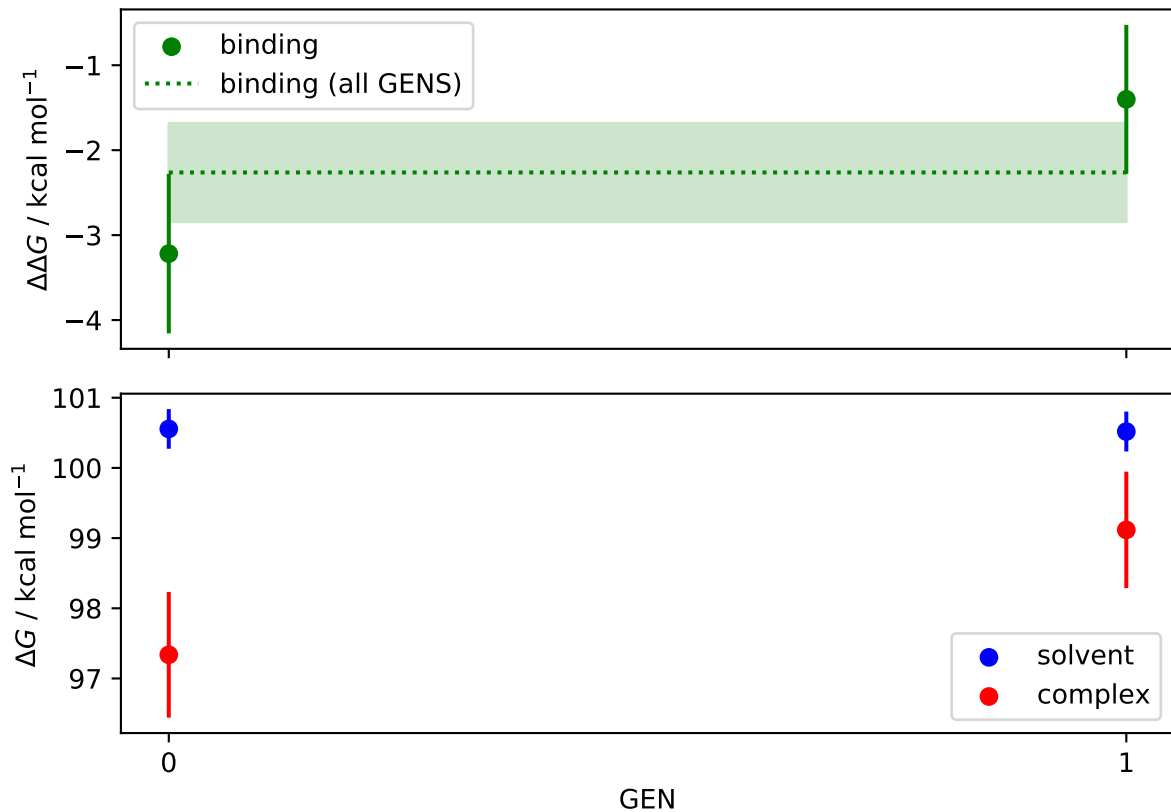 binding
binding (all GENS)
ΔΔG / kcal mol⁻¹
−1
−2
−3
−4
ΔG / kcal mol⁻¹
101
100
99
98
97
solvent
complex
0
1
GEN